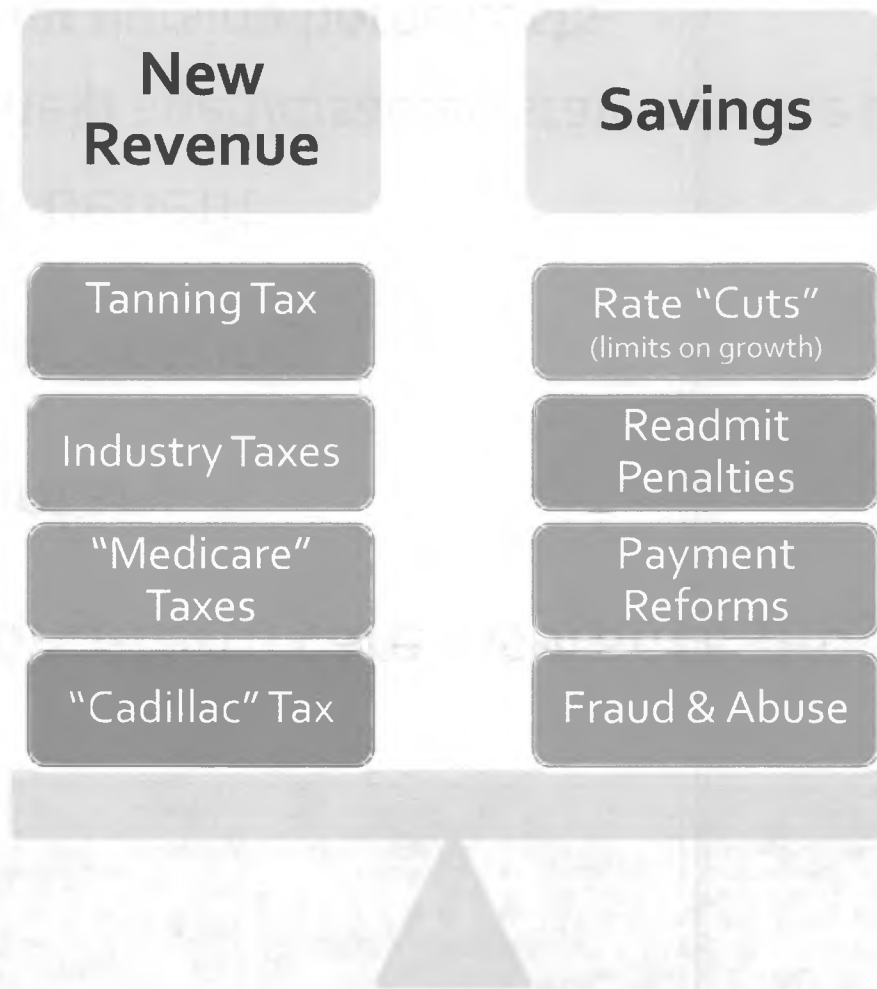 New
Revenue
Tanning Tax
Industry Taxes
"Medicare"
Taxes
"Cadillac" Tax
Savings
Rate "Cuts"
(limits on growth)
Readmit
Penalties
Payment
Reforms
Fraud & Abuse